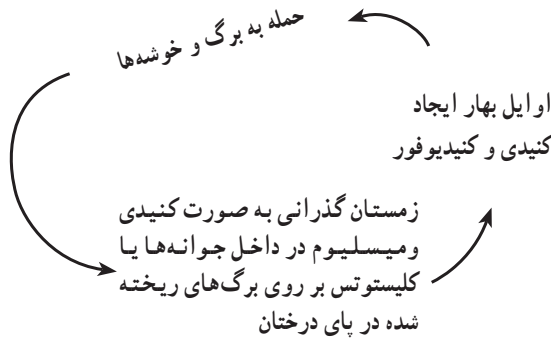 حمله به برگ و خوشه‌ها
اوایل بهار ایجاد
کنیدی و کنیدیوفور
زمستان گذرانی به صورت کنیدی
ومیسلیوم در داخل جوانه‌ها یا
کلیستوتس بر روی برگ‌های ریخته
شده در پای درختان